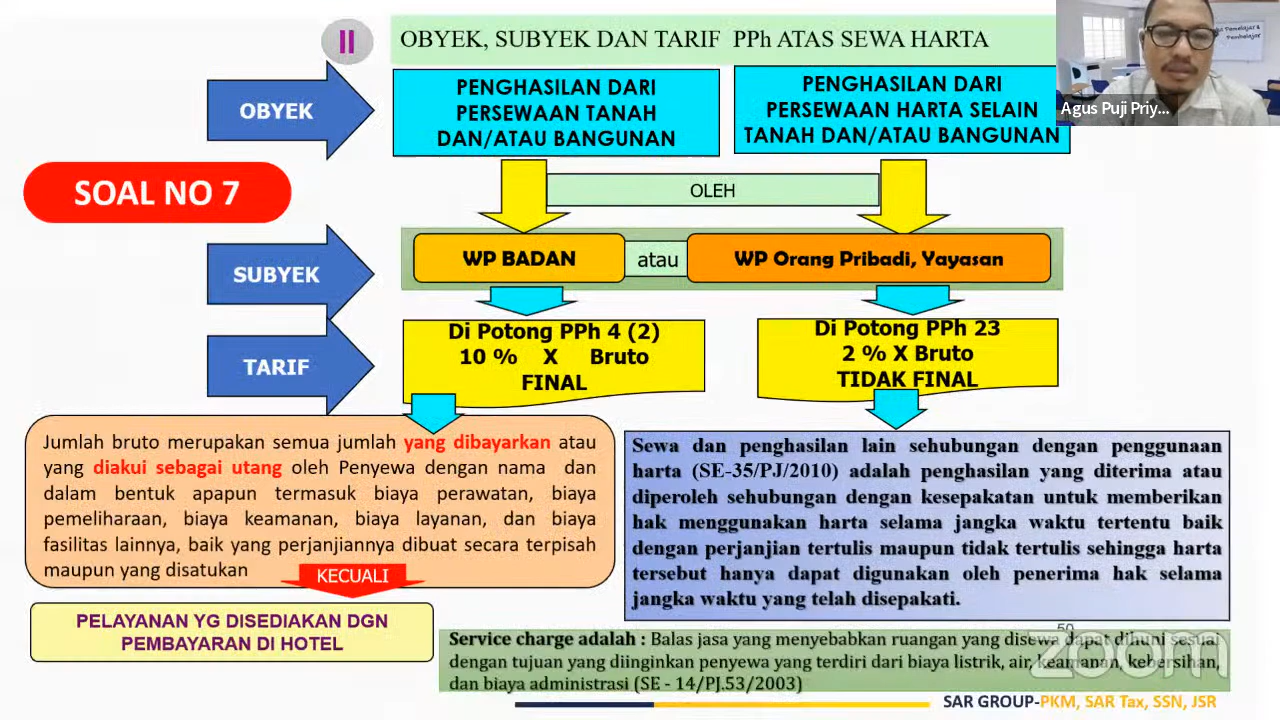 II
OBYEK, SUBYEK DAN TARIF PPh ATAS SEWA HARTA
Agus Puji Priy...
OBYEK
PENGHASILAN DARI
PERSEWAAN TANAH
DAN/ATAU BANGUNAN
PENGHASILAN DARI
PERSEWAAN HARTA SELAIN
TANAH DAN/ATAU BANGUNAN
SOAL NO 7
OLEH
SUBYEK
WP BADAN
atau
WP Orang Pribadi, Yayasan
TARIF
Di Potong PPh 4 (2)
10 % X Bruto
FINAL
Di Potong PPh 23
2 % X Bruto
TIDAK FINAL
Jumlah bruto merupakan semua jumlah yang dibayarkan atau
yang diakui sebagai utang oleh Penyewa dengan nama dan
dalam bentuk apapun termasuk biaya perawatan, biaya
pemeliharaan, biaya keamanan, biaya layanan, dan biaya
fasilitas lainnya, baik yang perjanjiannya dibuat secara terpisah
maupun yang disatukan
KECUALI
PELAYANAN YG DISEDIAKAN DGN
PEMBAYARAN DI HOTEL
Sewa dan penghasilan lain sehubungan dengan penggunaan
harta (SE-35/PJ/2010) adalah penghasilan yang diterima atau
diperoleh sehubungan dengan kesepakatan untuk memberikan
hak menggunakan harta selama jangka waktu tertentu baik
dengan perjanjian tertulis maupun tidak tertulis sehingga harta
tersebut hanya dapat digunakan oleh penerima hak selama
jangka waktu yang telah disepakati.
50
Service charge adalah : Balas jasa yang menyebabkan ruangan yang disewa dapat dihuni sesuai
dengan tujuan yang diinginkan penyewa yang terdiri dari biaya listrik, air, keamanan, kebersihan,
dan biaya administrasi (SE - 14/PJ.53/2003)
zoom
SAR GROUP-PKM, SAR Tax, SSN, JSR